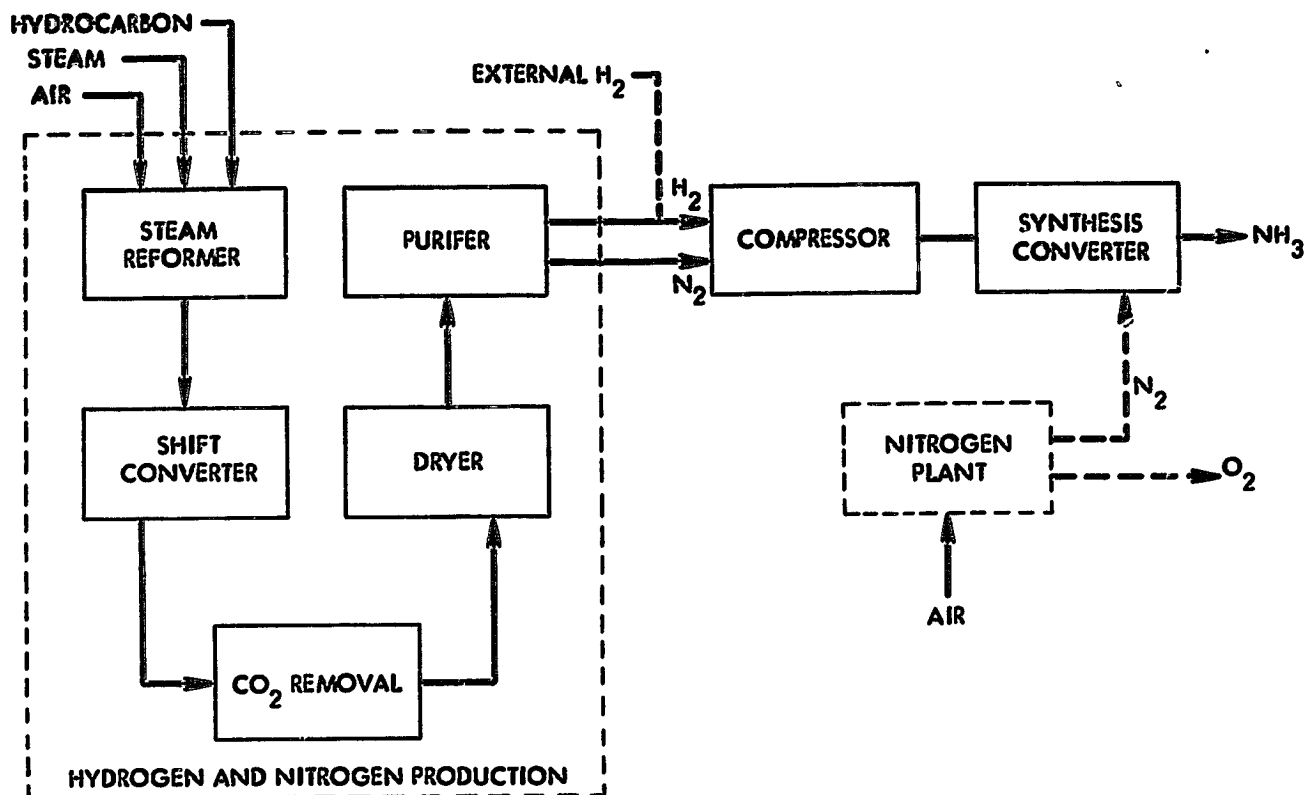 HYDROCARBON
STEAM
AIR
EXTERNAL H2
STEAM
REFORMER
PURIFER
H2
N2
COMPRESSOR
SYNTHESIS
CONVERTER
NH3
SHIFT
CONVERTER
DRYER
NITROGEN
PLANT
N2
O2
AIR
CO2 REMOVAL
HYDROGEN AND NITROGEN PRODUCTION